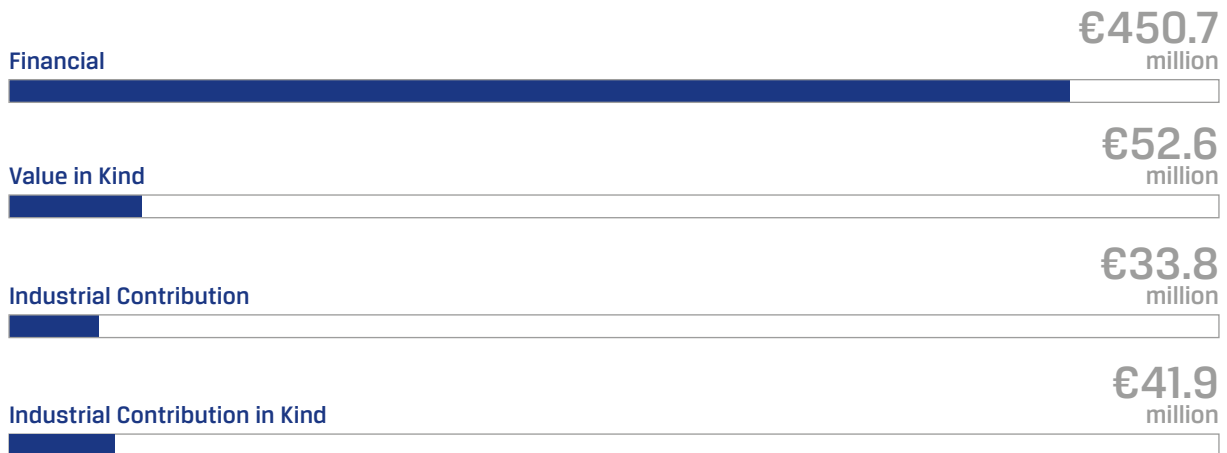 €450.7
Financial
million
€52.6
Value in Kind
million
€33.8
Industrial Contribution
million
€41.9
Industrial Contribution in Kind
million